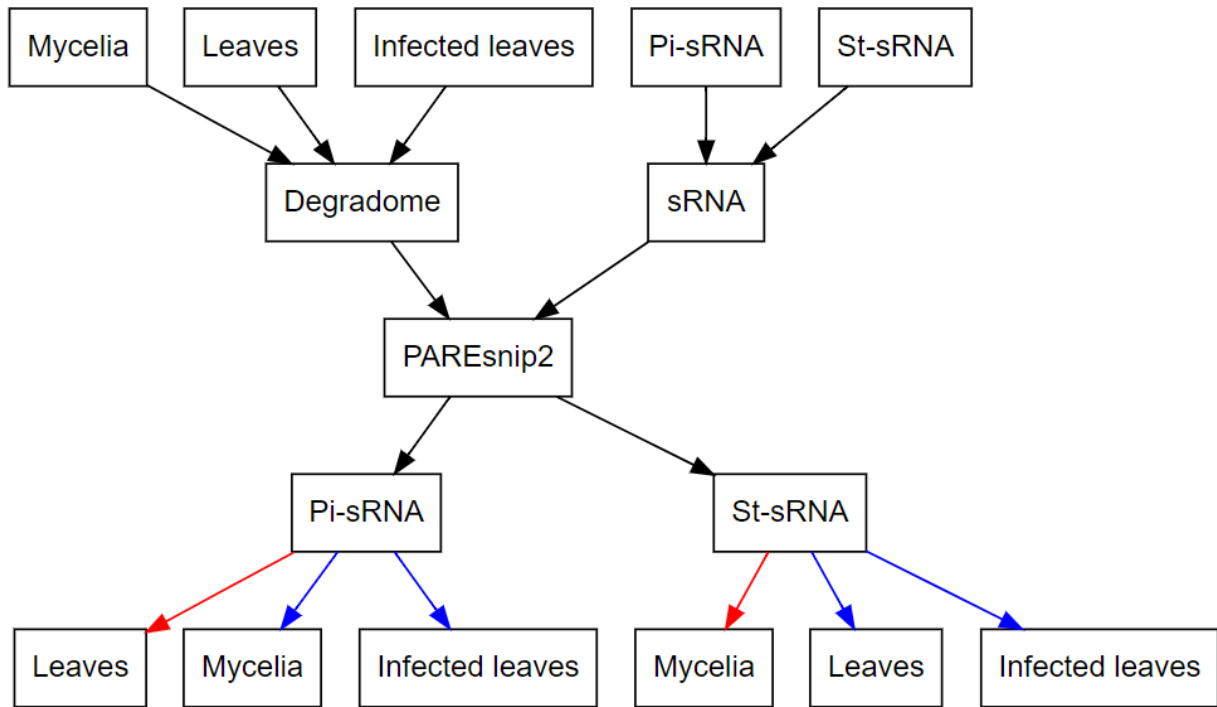 Mycelia
Leaves
Infected leaves
Pi-sRNA
St-sRNA
Degradome
sRNA
PAREsnip2
Pi-sRNA
St-sRNA
Leaves
Mycelia
Infected leaves
Mycelia
Leaves
Infected leaves